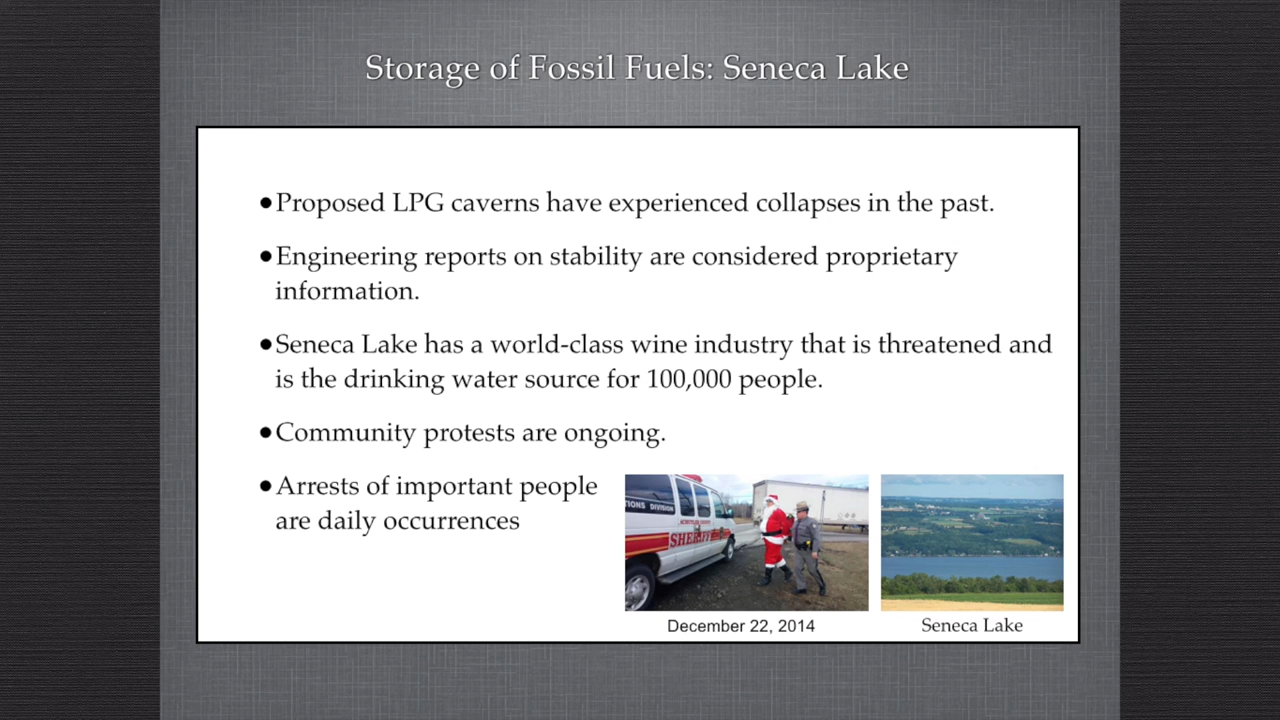 Storage of Fossil Fuels: Seneca Lake
●Proposed LPG caverns have experienced collapses in the past.
●Engineering reports on stability are considered proprietary
information.
●Seneca Lake has a world-class wine industry that is threatened and
is the drinking water source for 100,000 people.
●Community protests are ongoing.
●Arrests of important people
are daily occurrences
TIONS DIVISION
SHERIFF
December 22, 2014
Seneca Lake